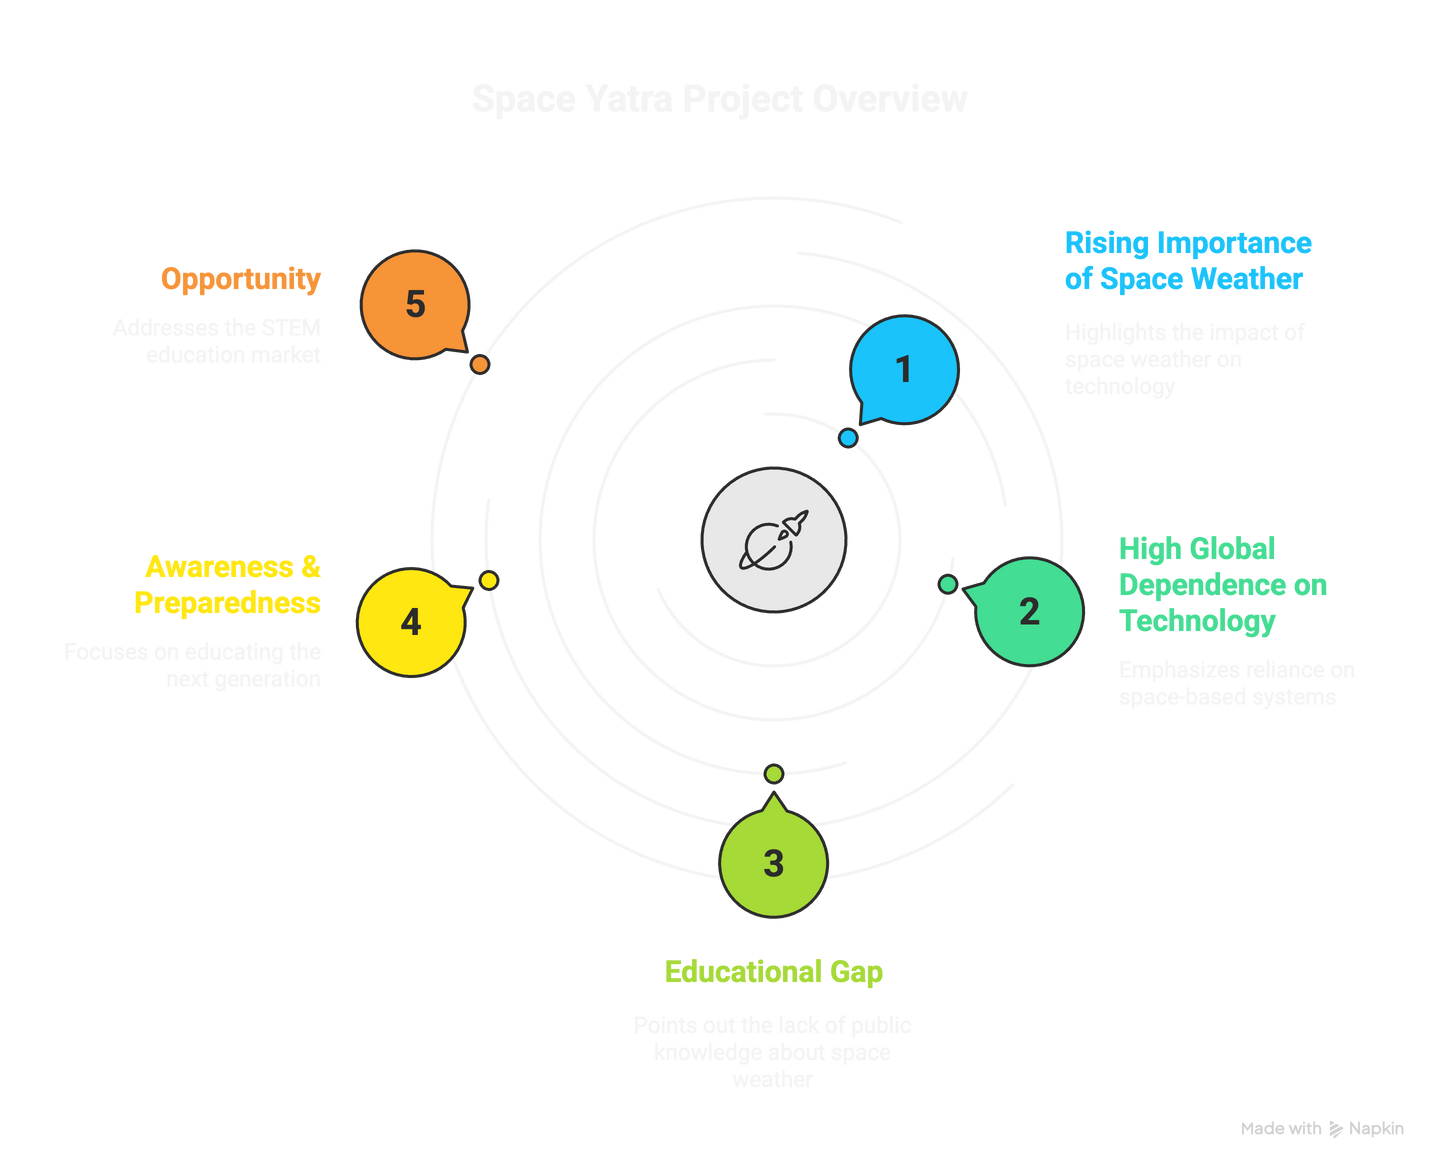 Space Yatra Project Overview
1
Rising Importance
of Space Weather
Highlights the impact of
space weather on
technology
2
High Global
Dependence on
Technology
Emphasizes reliance on
space-based systems
3
Educational Gap
Points out the lack of public
knowledge about space
weather
4
Awareness &
Preparedness
Focuses on educating the
next generation
5
Opportunity
Addresses the STEM
education market
Made with Napkin